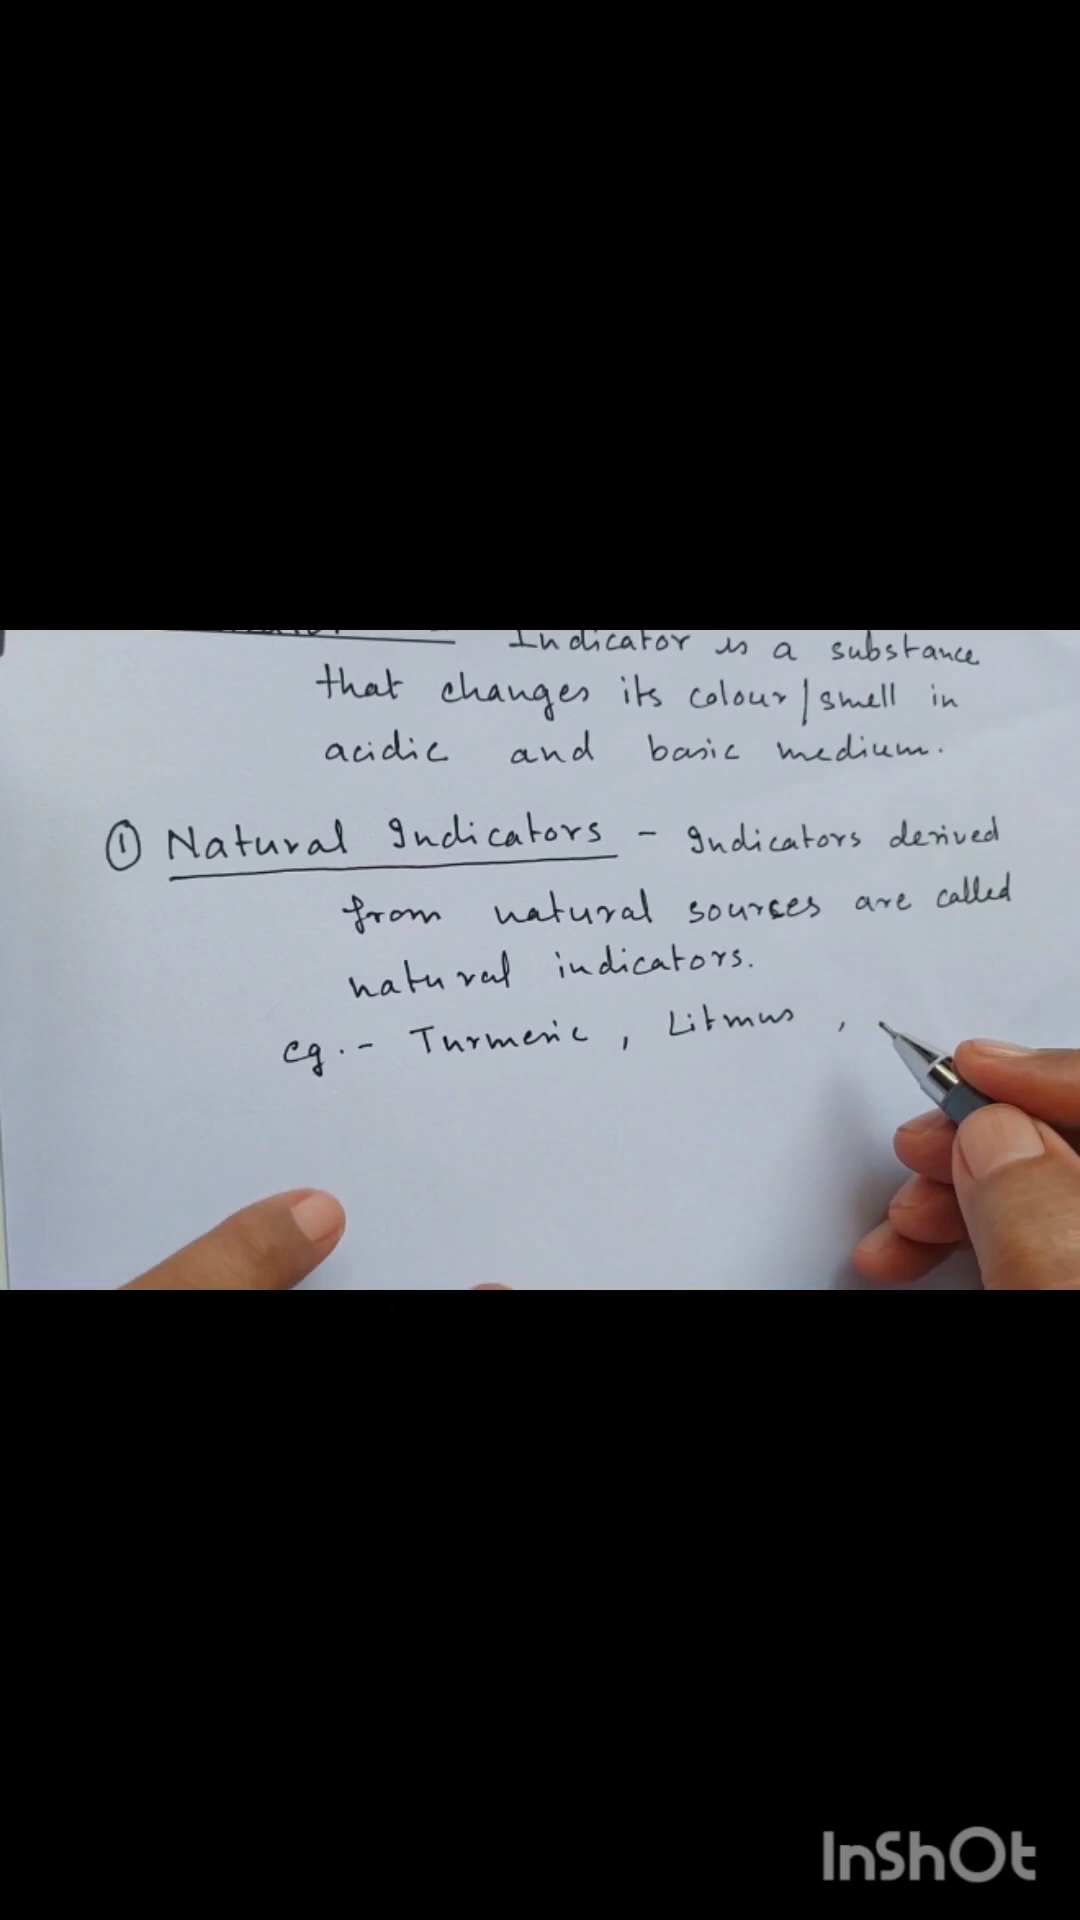 Indicator is a substance
that changes its colour/smell in
acidic and basic medium.
① Natural Indicators - Indicators derived
from natural sources are called
natural indicators.
eg.- Turmeric, Litmus,
InShOt